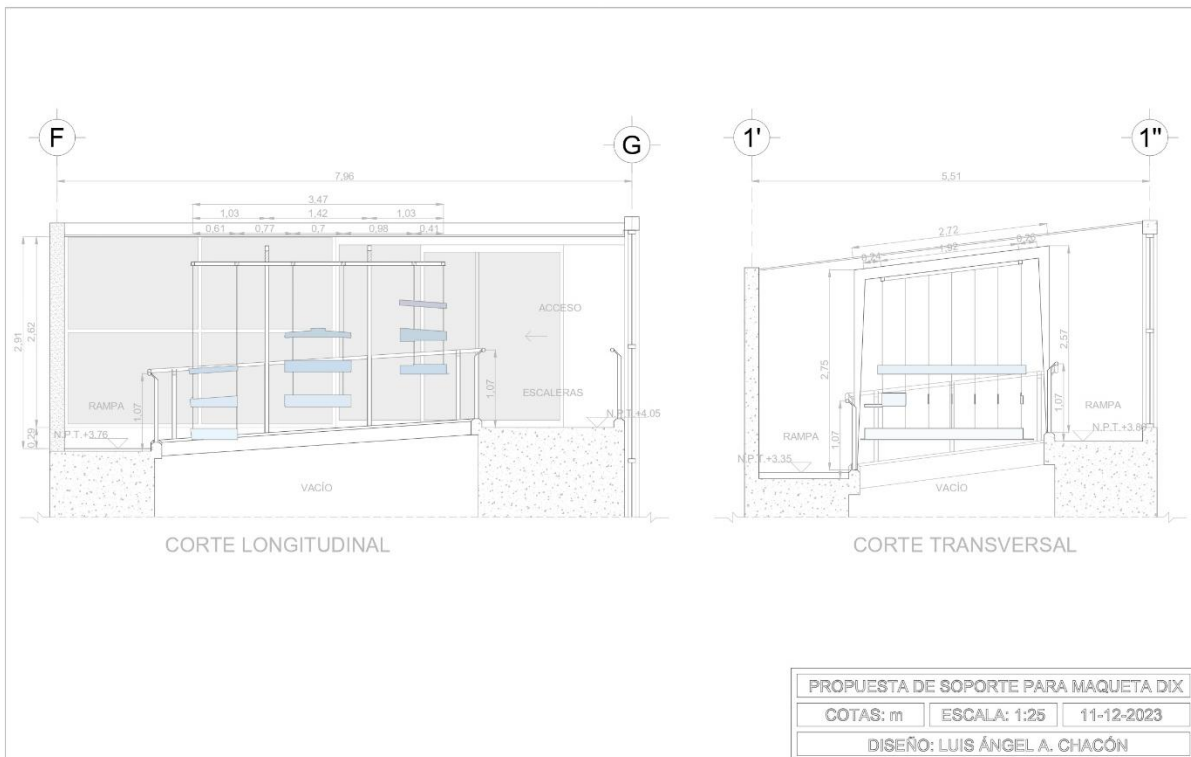 F
G
7,96
3,47
1,03
1,42
1,03
0,61
0,77
0,7
0,98
0,41
2,91
2,62
0,29
ACCESO
ESCALERAS
RAMPA
1,07
1,07
N.P.T.+3.76
N.P.T.+4.05
VACÍO
CORTE LONGITUDINAL
1'
1"
5,51
2,72
0,24
1,92
2,75
2,57
RAMPA
RAMPA
1,07
1,07
N.P.T.+3.35
VACÍO
CORTE TRANSVERSAL
PROPUESTA DE SOPORTE PARA MAQUETA DIX
COTAS: m
ESCALA: 1:25
11-12-2023
DISEÑO: LUIS ÁNGEL A. CHACÓN